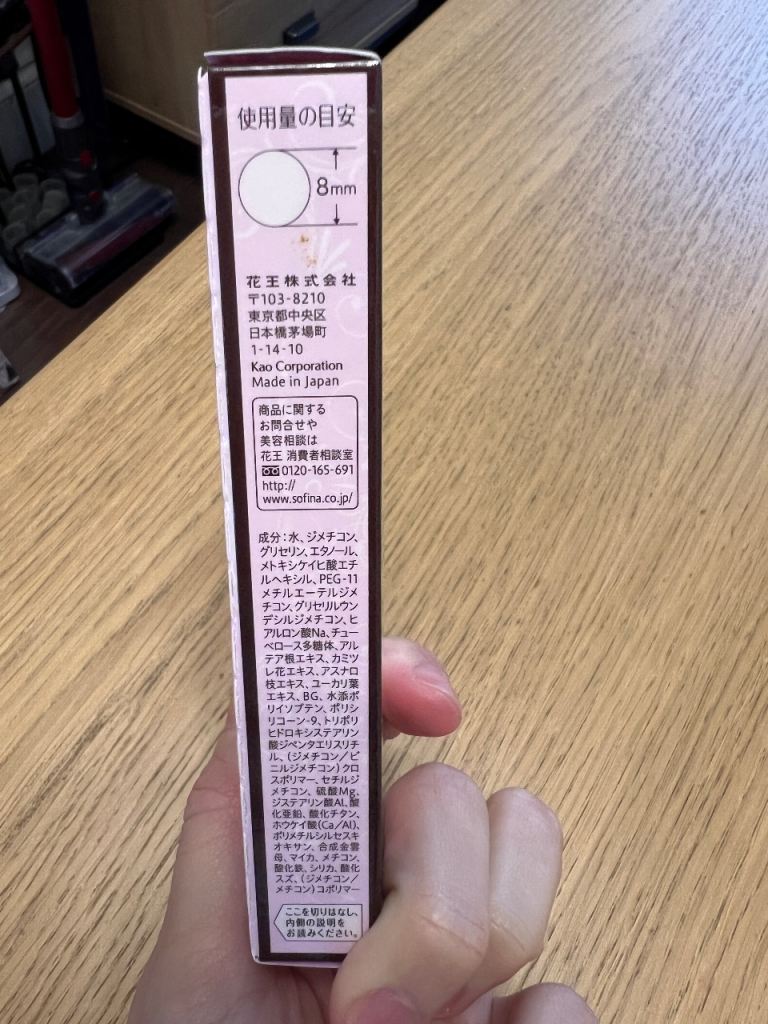 使用量の目安
8mm
花王株式会社
〒103-8210
東京都中央区
日本橋茅場町
1-14-10
Kao Corporation
Made in Japan
商品に関する
お問合せや
美容相談は
花王 消費者相談室
0120-165-691
http://
www.sofina.co.jp/
成分：水、ジメチコン、
グリセリン、エタノール、
メトキシケイヒ酸エチ
ルヘキシル、PEG-11
メチルエーテルジメ
チコン、グリセリルウン
デシルジメチコン、ヒ
アルロン酸Na、チュー
ベロース多糖体、アル
テア根エキス、カミツ
レ花エキス、アスナロ
枝エキス、ユーカリ葉
エキス、BG、水添ポ
リイソブテン、ポリシ
リコーン-9、トリポリ
ヒドロキシステアリン
酸ジペンタエリスリチ
ル、（ジメチコン／ビ
ニルジメチコン）クロ
スポリマー、セチルジ
メチコン、硫酸Mg、
ジステアリン酸Al、酸
化亜鉛、酸化チタン、
ホウケイ酸(Ca/Al)、
ポリメチルシルセスキ
オキサン、合成金雲
母、マイカ、メチコン、
酸化鉄、シリカ、酸化
スズ、（ジメチコン／
メチコン）コポリマー
ここを切りはなし、
内側の説明を
お読みください。